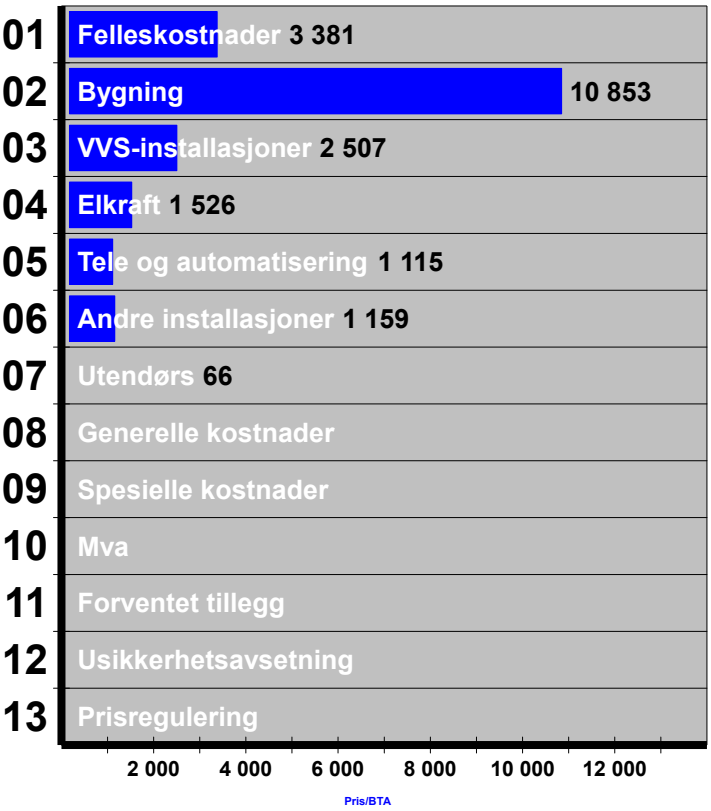 01 Felleskostnader 3 381
02 Bygning 10 853
03 VVS-installasjoner 2 507
04 Elkraft 1 526
05 Tele og automatisering 1 115
06 Andre installasjoner 1 159
07 Utendørs 66
08 Generelle kostnader
09 Spesielle kostnader
10 Mva
11 Forventet tillegg
12 Usikkerhetsavsetning
13 Prisregulering
2 000 4 000 6 000 8 000 10 000 12 000
Pris/BTA